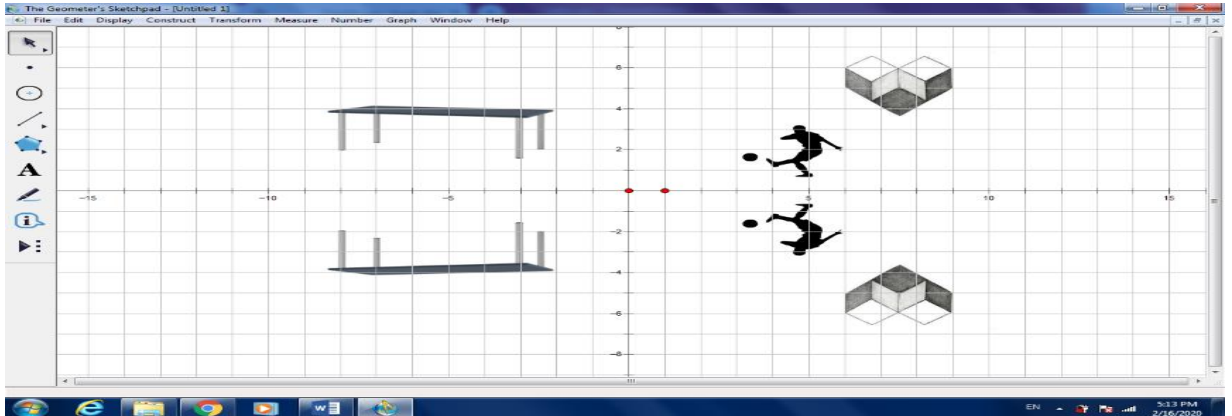 The Geometer's Sketchpad - [Untitled 1]
File Edit Display Construct Transform Measure Number Graph Window Help
6
4
2
-15 -10 -5 5 10 15
-2
-4
-6
-8
A
EN 5:13 PM
2/16/2020